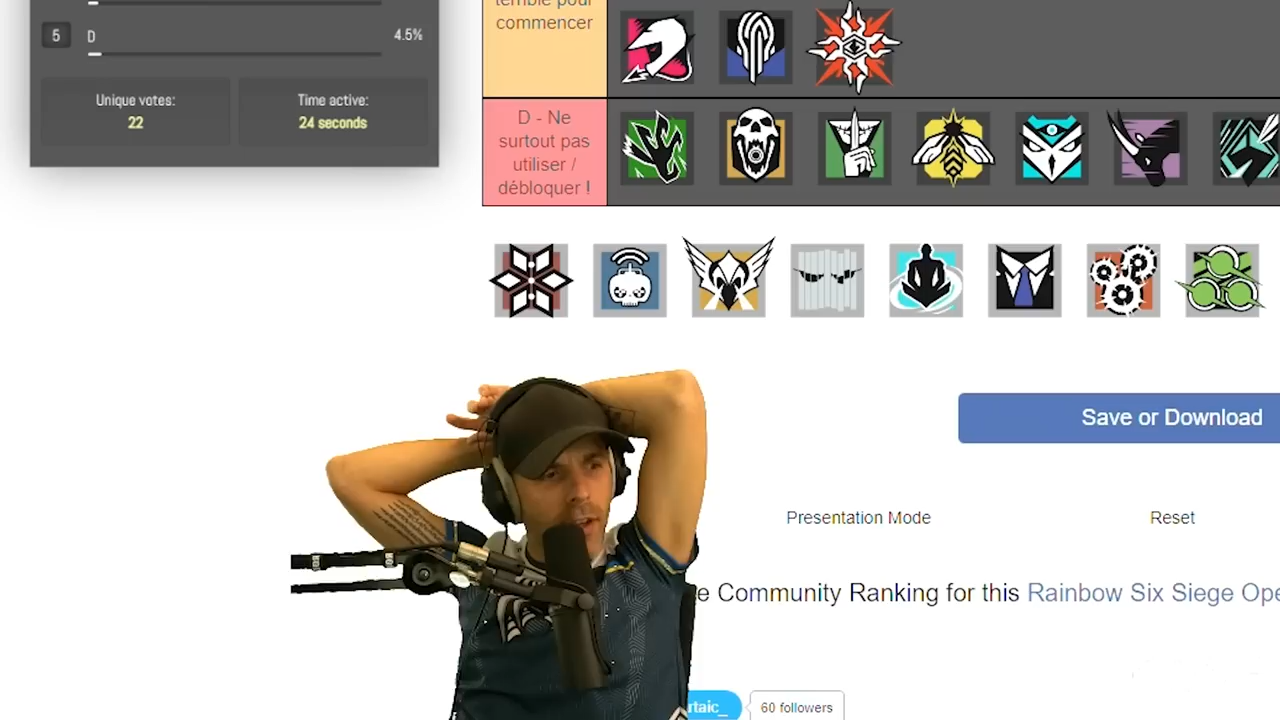 terrible pour
commencer
5 D 4.5%
Unique votes:
22
Time active:
24 seconds
D - Ne
surtout pas
utiliser /
débloquer !
Save or Download
Presentation Mode
Reset
Community Ranking for this Rainbow Six Siege
60 followers